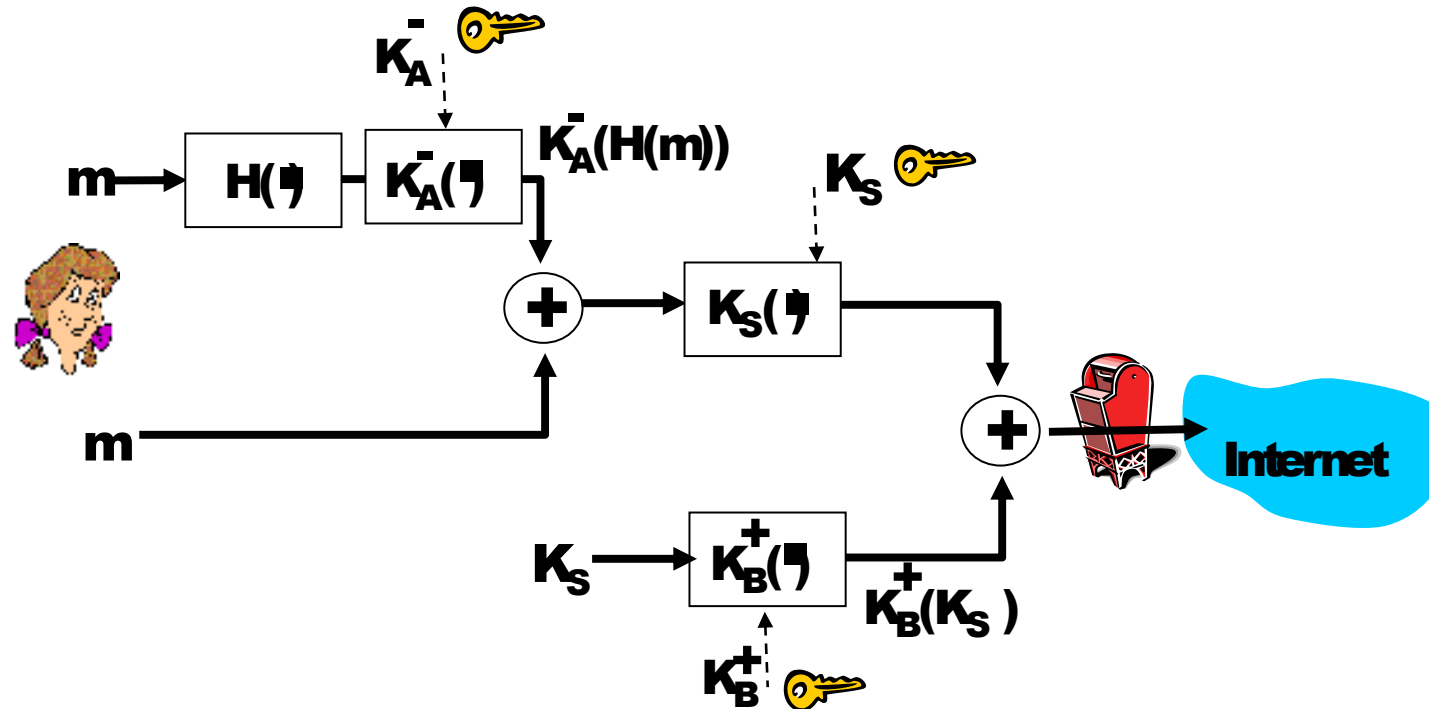 K_A^-
m
H(■)
K_A^-(■)
K_A^-(H(m))
K_S
+
K_S(■)
m
+
Internet
K_S
K_B^+(■)
K_B^+(K_S )
K_B^+